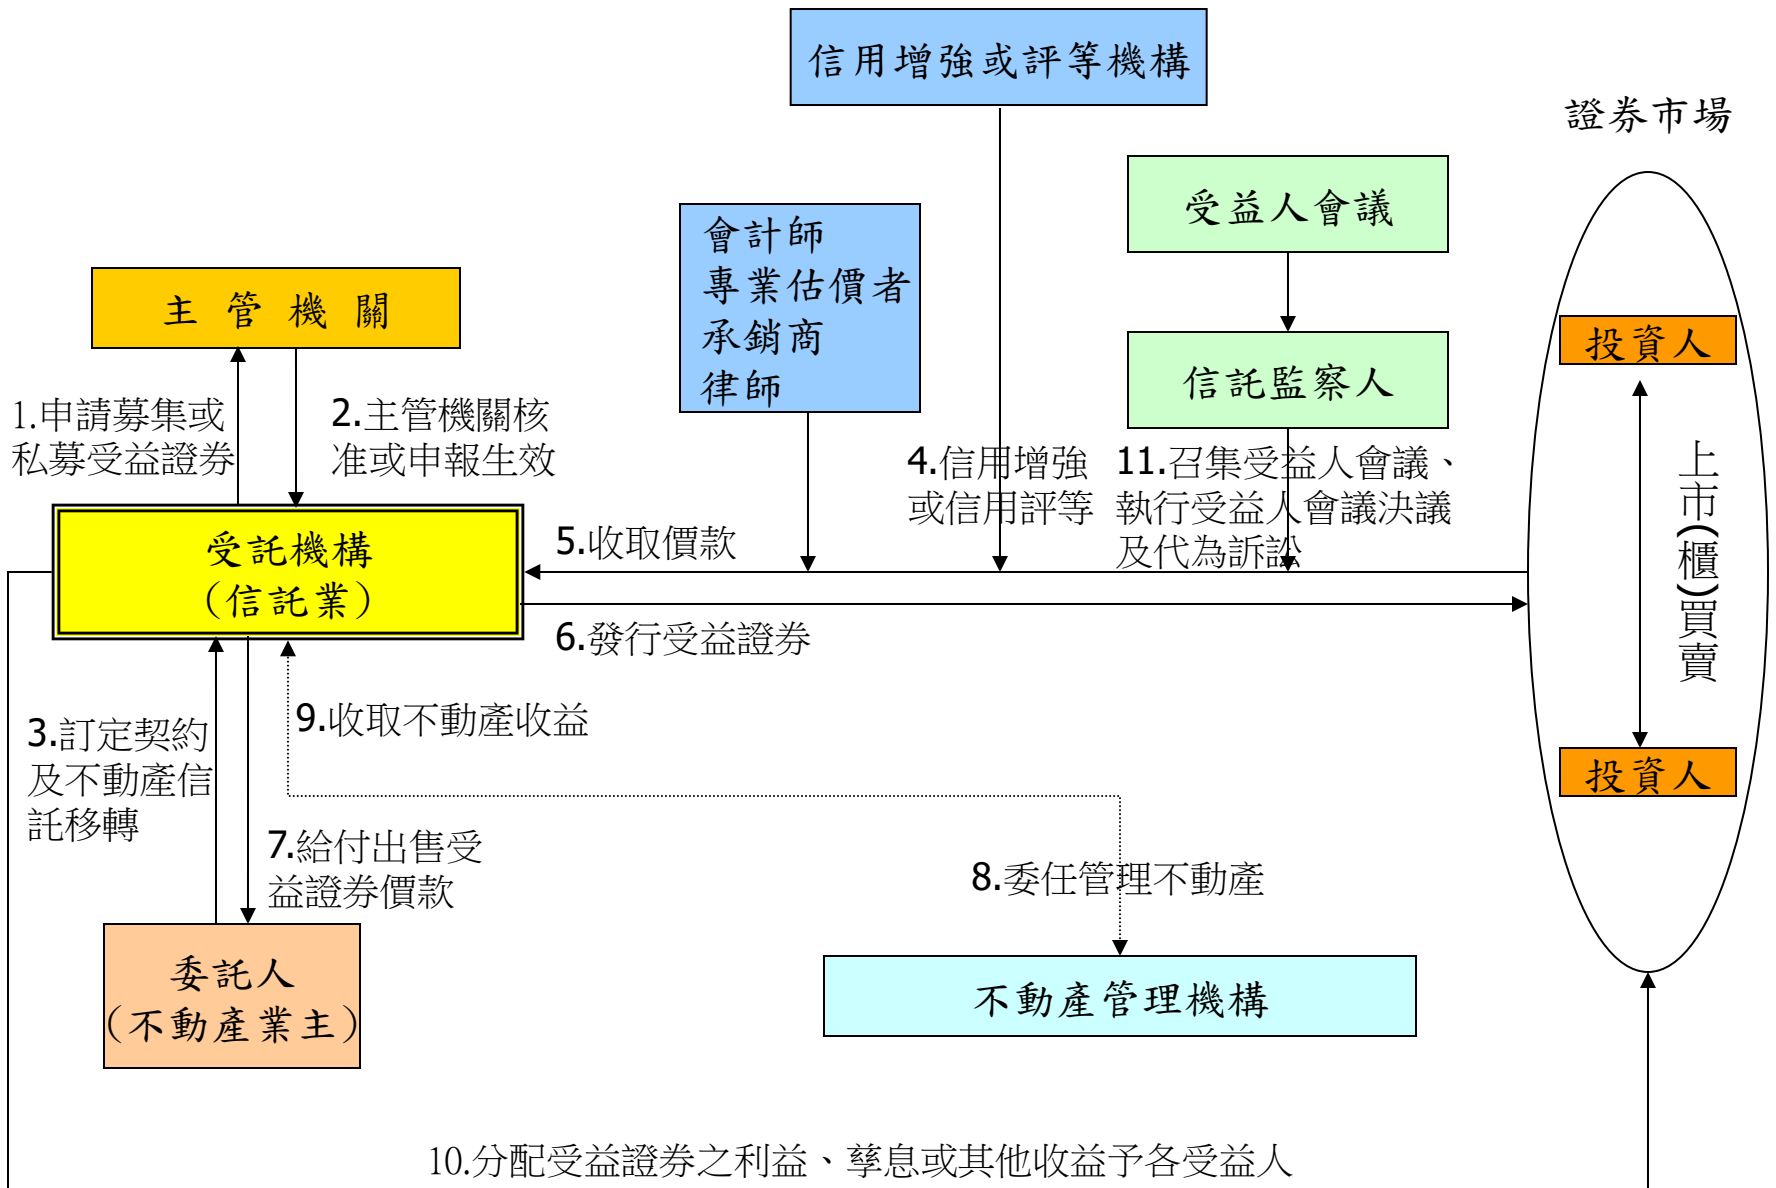 信用增強或評等機構
證券市場
受益人會議
會計師
專業估價者
承銷商
律師
主管機關
投資人
信託監察人
1.申請募集或
私募受益證券
2.主管機關核
准或申報生效
4.信用增強
或信用評等
11.召集受益人會議、
執行受益人會議決議
及代為訴訟
上市(櫃)買賣
受託機構
(信託業)
5.收取價款
6.發行受益證券
9.收取不動產收益
3.訂定契約
及不動產信
託移轉
投資人
7.給付出售受
益證券價款
8.委任管理不動產
委託人
(不動產業主)
不動產管理機構
10.分配受益證券之利益、孳息或其他收益予各受益人